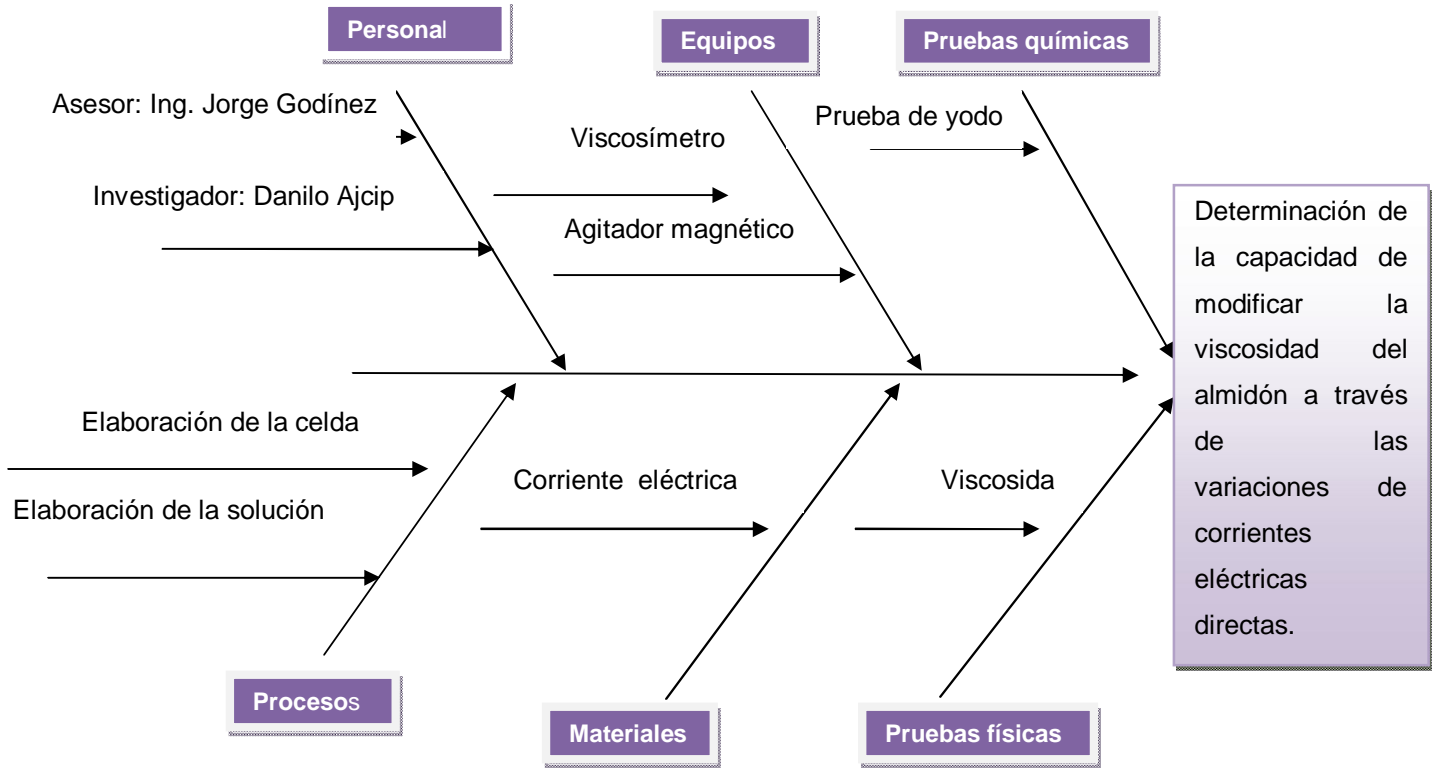 Personal
Equipos
Pruebas químicas
Asesor: Ing. Jorge Godínez
Viscosímetro
Prueba de yodo
Investigador: Danilo Ajcip
Agitador magnético
Determinación de
la capacidad de
modificar la
viscosidad del
almidón a través
de las
variaciones de
corrientes
eléctricas
directas.
Elaboración de la celda
Corriente eléctrica
Viscosida
Elaboración de la solución
Procesos
Materiales
Pruebas físicas